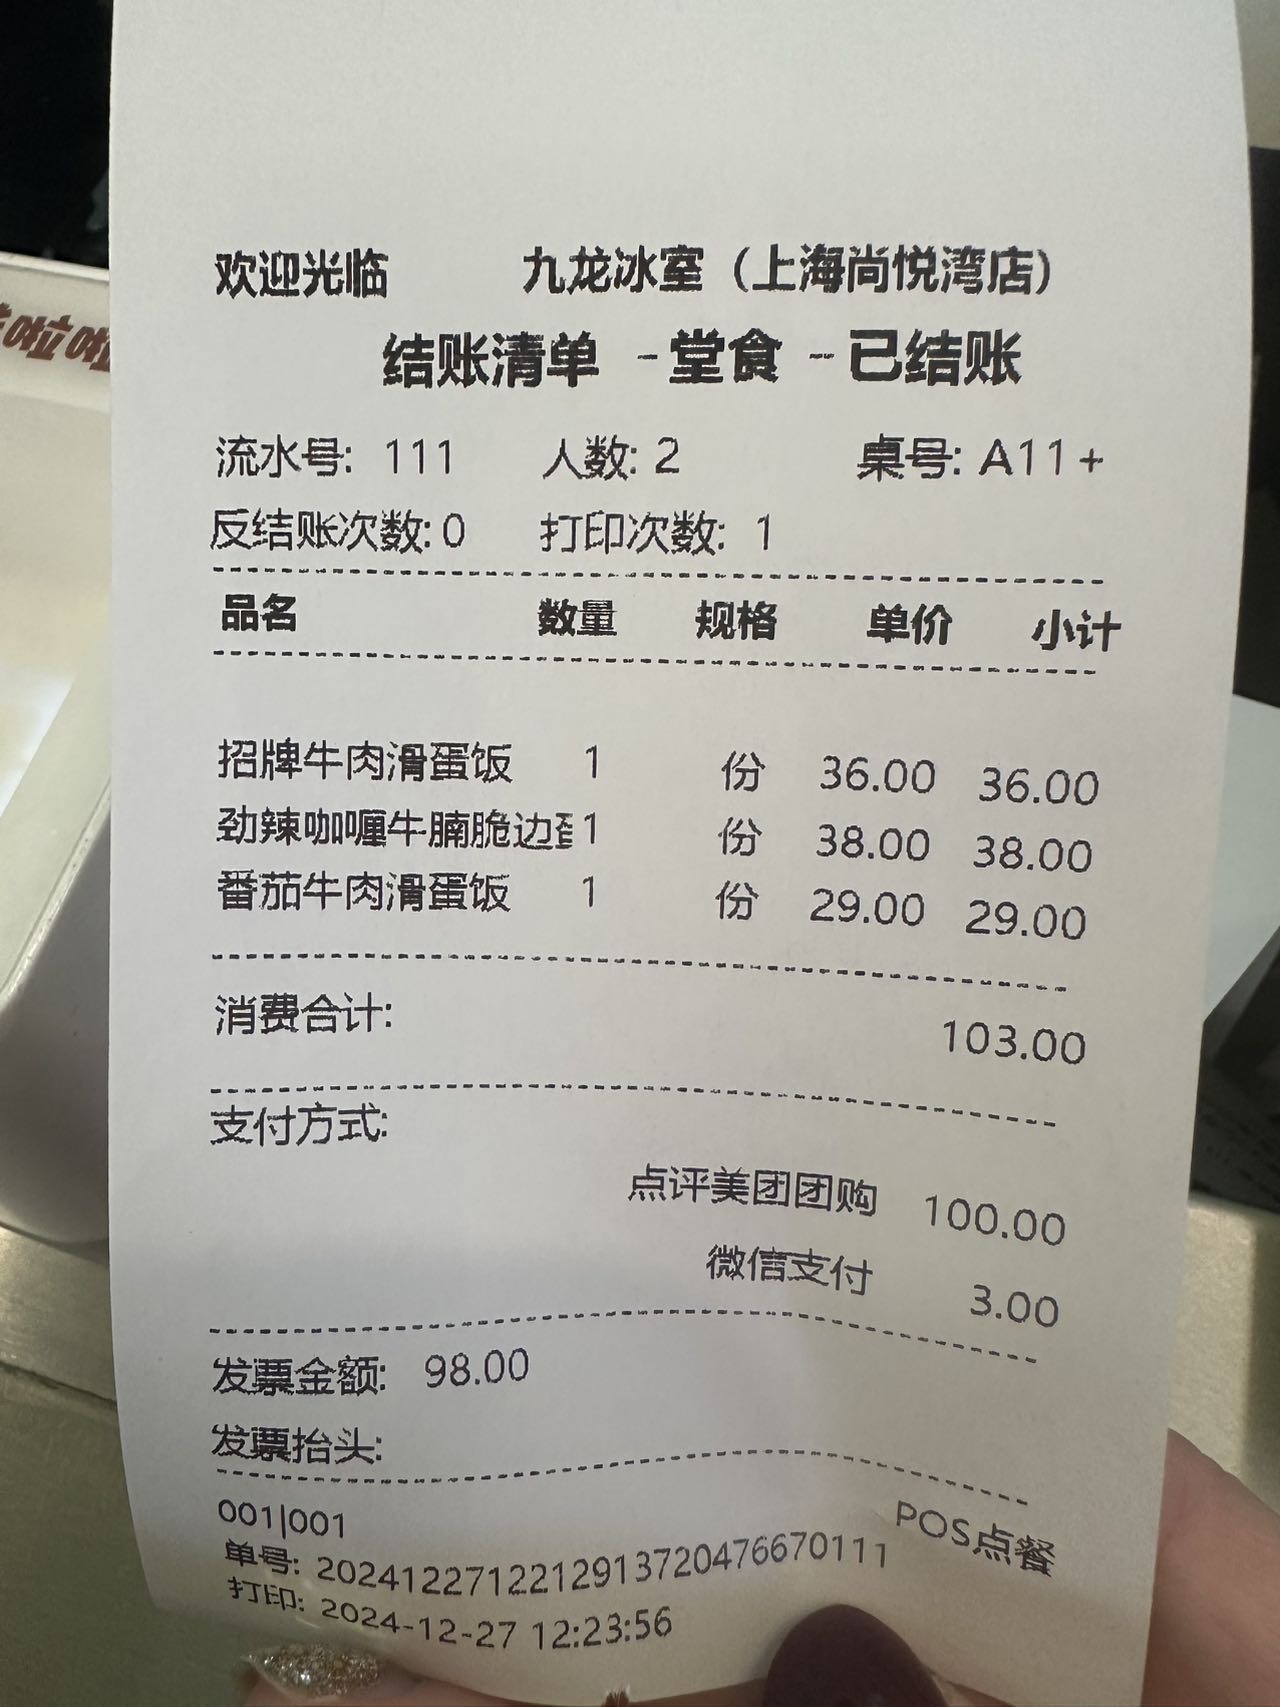 欢迎光临 九龙冰室（上海尚悦湾店）
结账清单 -堂食 -已结账
流水号: 111 人数: 2 桌号: A11+
反结账次数: 0 打印次数: 1
品名 数量 规格 单价 小计
招牌牛肉滑蛋饭 1 份 36.00 36.00
劲辣咖喱牛腩脆边 1 份 38.00 38.00
番茄牛肉滑蛋饭 1 份 29.00 29.00
消费合计: 103.00
支付方式:
点评美团团购 100.00
微信支付 3.00
发票金额: 98.00
发票抬头:
001|001 POS点餐
单号: 20241227122129137204766​70111
打印: 2024-12-27 12:23:56